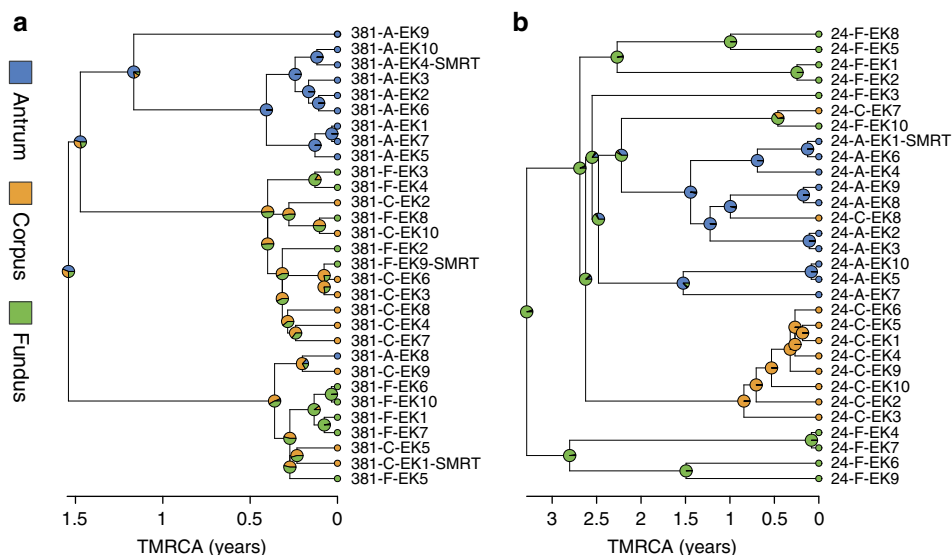 a
b
Antrum
Corpus
Fundus
381-A-EK9
381-A-EK10
381-A-EK4-SMRT
381-A-EK3
381-A-EK2
381-A-EK6
381-A-EK1
381-A-EK7
381-A-EK5
381-F-EK3
381-F-EK4
381-C-EK2
381-F-EK8
381-C-EK10
381-F-EK2
381-F-EK9-SMRT
381-C-EK6
381-C-EK3
381-C-EK8
381-C-EK4
381-C-EK7
381-A-EK8
381-C-EK9
381-F-EK6
381-F-EK10
381-F-EK1
381-F-EK7
381-C-EK5
381-C-EK1-SMRT
381-F-EK5
1.5 1 0.5 0
TMRCA (years)
24-F-EK8
24-F-EK5
24-F-EK1
24-F-EK2
24-F-EK3
24-C-EK7
24-F-EK10
24-A-EK1-SMRT
24-A-EK6
24-A-EK4
24-A-EK9
24-A-EK8
24-C-EK8
24-A-EK2
24-A-EK3
24-A-EK10
24-A-EK5
24-A-EK7
24-C-EK6
24-C-EK5
24-C-EK1
24-C-EK4
24-C-EK9
24-C-EK10
24-C-EK2
24-C-EK3
24-F-EK4
24-F-EK7
24-F-EK6
24-F-EK9
3 2.5 2 1.5 1 0.5 0
TMRCA (years)